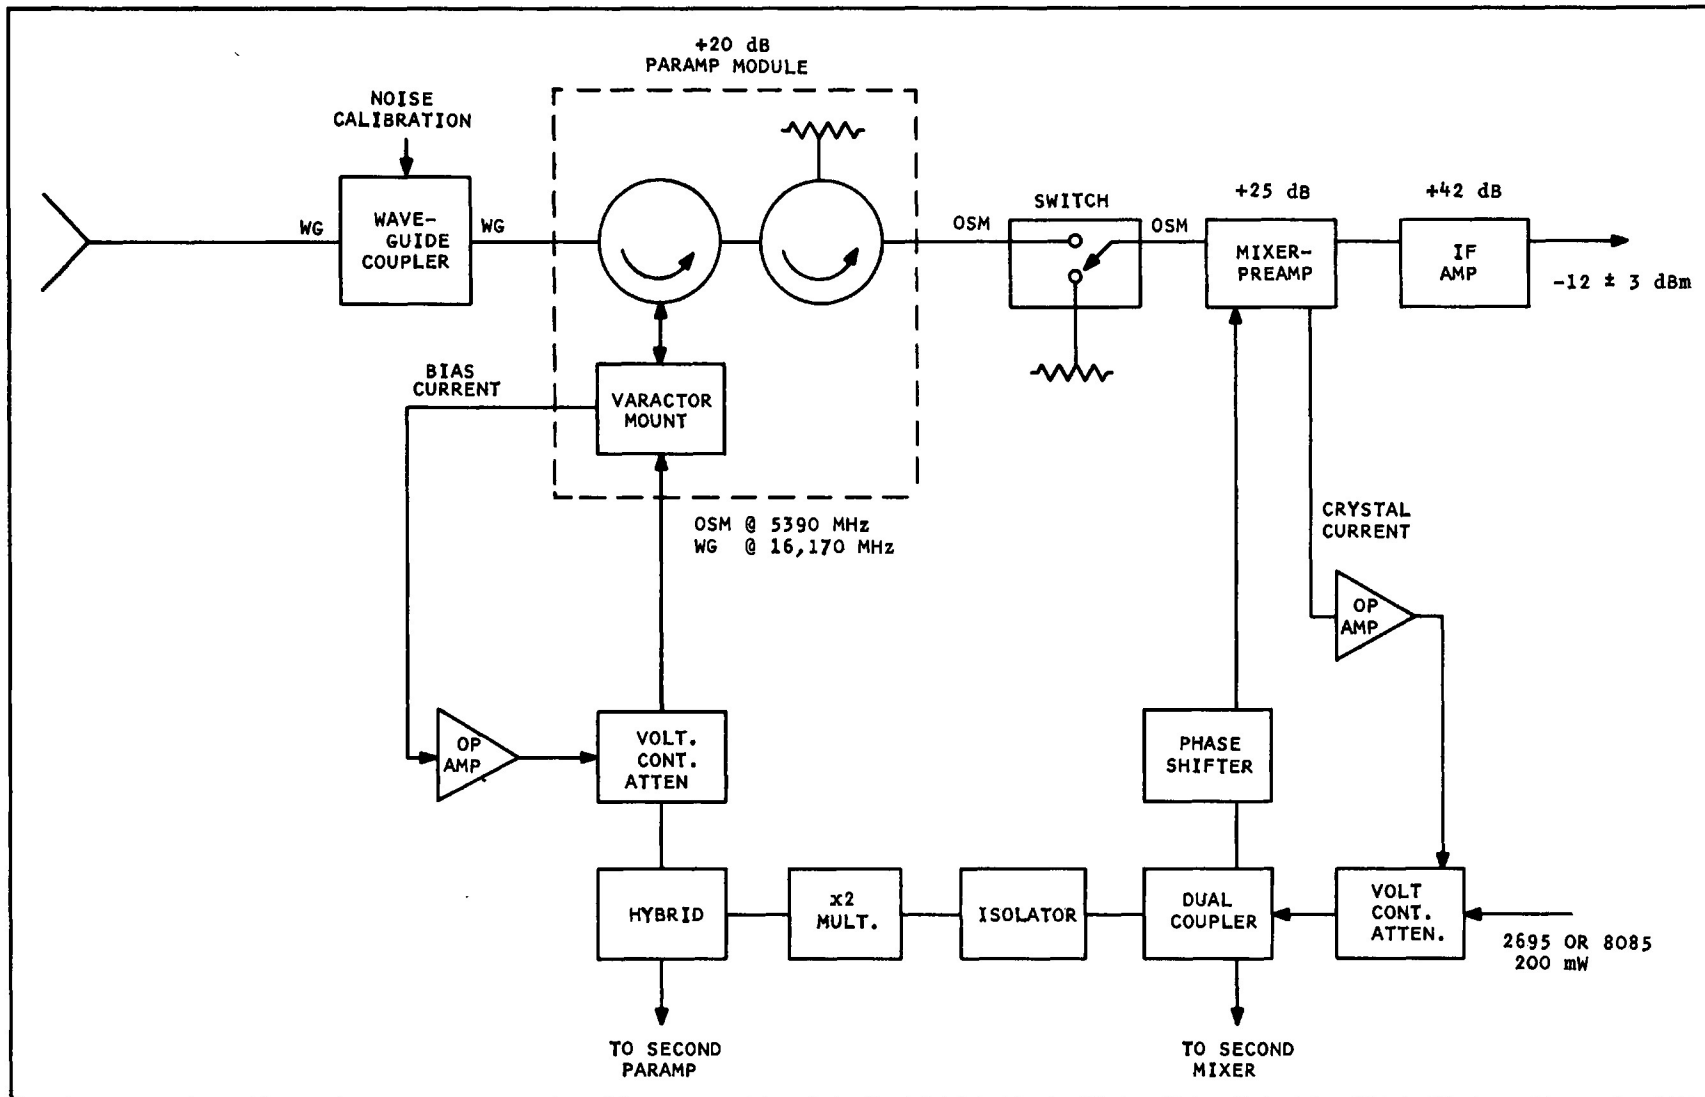 +20 dB
PARAMP MODULE
NOISE
CALIBRATION
WG
WAVE-
GUIDE
COUPLER
WG
OSM
SWITCH
OSM
+25 dB
MIXER-
PREAMP
+42 dB
IF
AMP
-12 ± 3 dBm
BIAS
CURRENT
VARACTOR
MOUNT
OSM @ 5390 MHz
WG @ 16,170 MHz
CRYSTAL
CURRENT
OP
AMP
OP
AMP
VOLT.
CONT.
ATTEN
PHASE
SHIFTER
HYBRID
x2
MULT.
ISOLATOR
DUAL
COUPLER
VOLT
CONT.
ATTEN.
2695 OR 8085
200 mW
TO SECOND
PARAMP
TO SECOND
MIXER